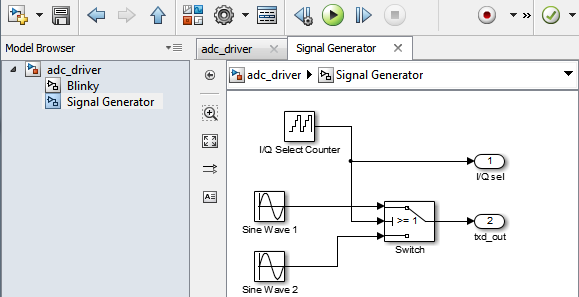 Model Browser
adc_driver
Signal Generator
adc_driver
Blinky
Signal Generator
adc_driver
Signal Generator
I/Q Select Counter
1
I/Q sel
Sine Wave 1
>= 1
Switch
2
txd_out
Sine Wave 2